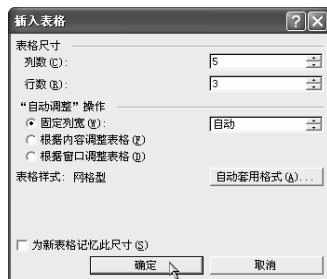 插入表格
表格尺寸
列数(C): 5
行数(R): 3
“自动调整”操作
固定列宽(W): 自动
根据内容调整表格(F)
根据窗口调整表格(D)
表格样式: 网格型 自动套用格式(A)...
为新表格记忆此尺寸(S)
确定 取消